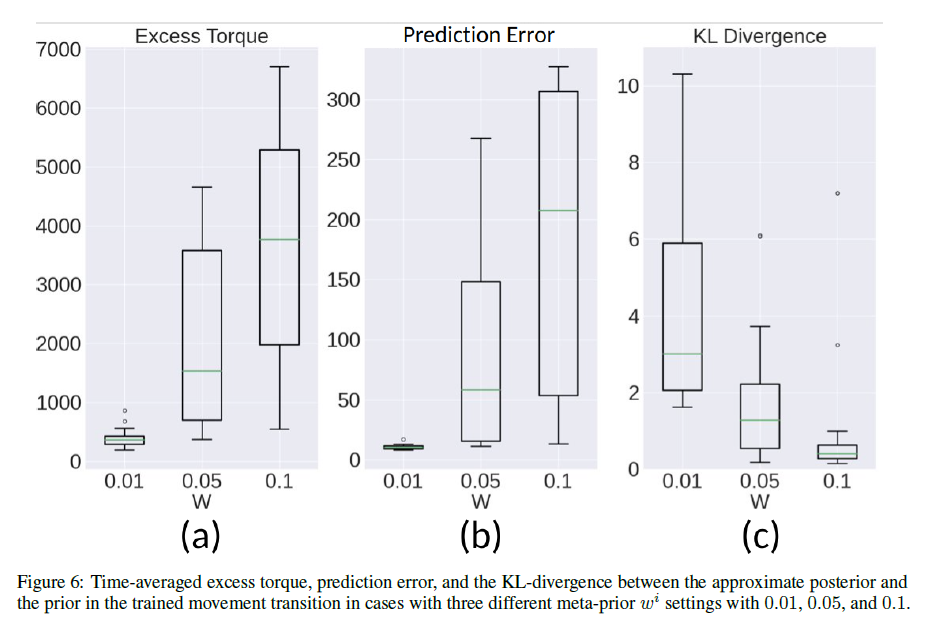 Excess Torque
Prediction Error
KL Divergence
7000
6000
5000
4000
3000
2000
1000
0
0.01 0.05 0.1
W
(a)
300
250
200
150
100
50
0
0.01 0.05 0.1
W
(b)
10
8
6
4
2
0
0.01 0.05 0.1
W
(c)
Figure 6: Time-averaged excess torque, prediction error, and the KL-divergence between the approximate posterior and
the prior in the trained movement transition in cases with three different meta-prior wⁱ settings with 0.01, 0.05, and 0.1.